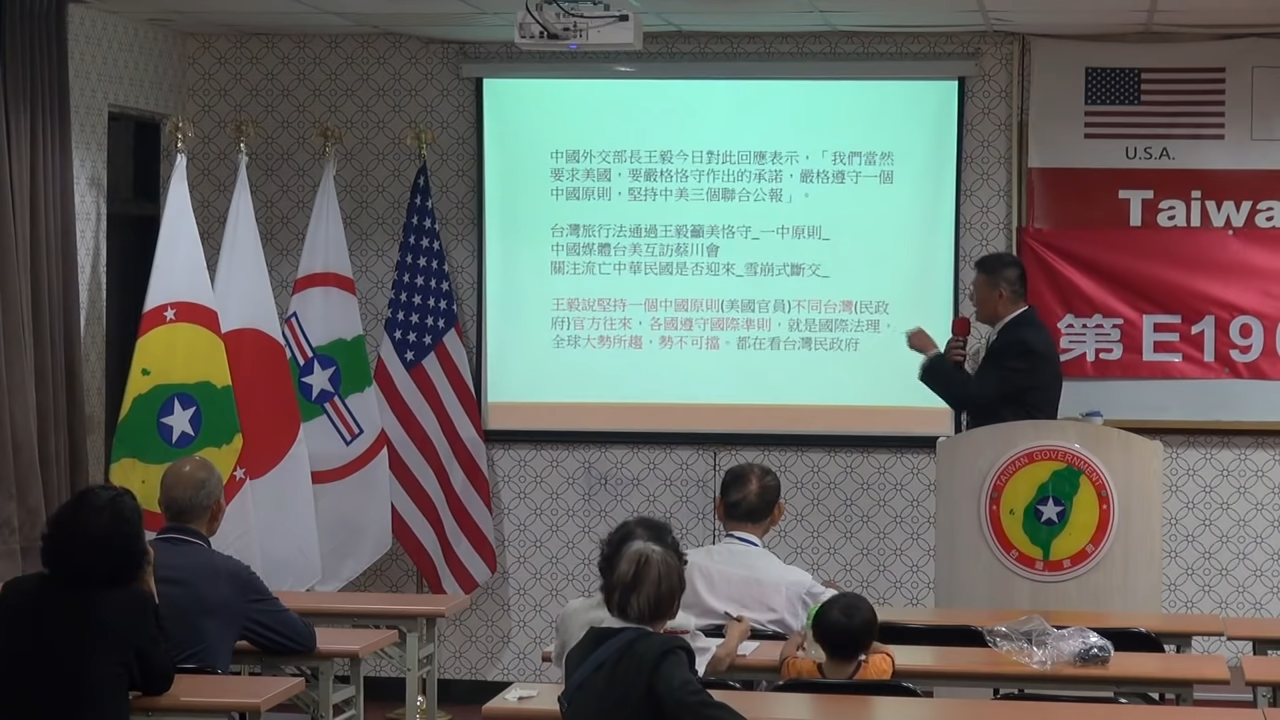 中國外交部長王毅今日對此回應表示，「我們當然
要求美國，要嚴格恪守作出的承諾，嚴格遵守一個
中國原則，堅持中美三個聯合公報」。
台灣旅行法通過王毅籲美恪守_一中原則_
中國媒體台美互訪蔡川會
關注流亡中華民國是否迎來_雪崩式斷交_
王毅說堅持一個中國原則(美國官員)不同台灣(民政
府)官方往來，各國遵守國際準則，就是國際法理，
全球大勢所趨，勢不可擋。都在看台灣民政府
U.S.A.
Taiwa
第 E19
TAIWAN GOVERNMENT
台灣政府